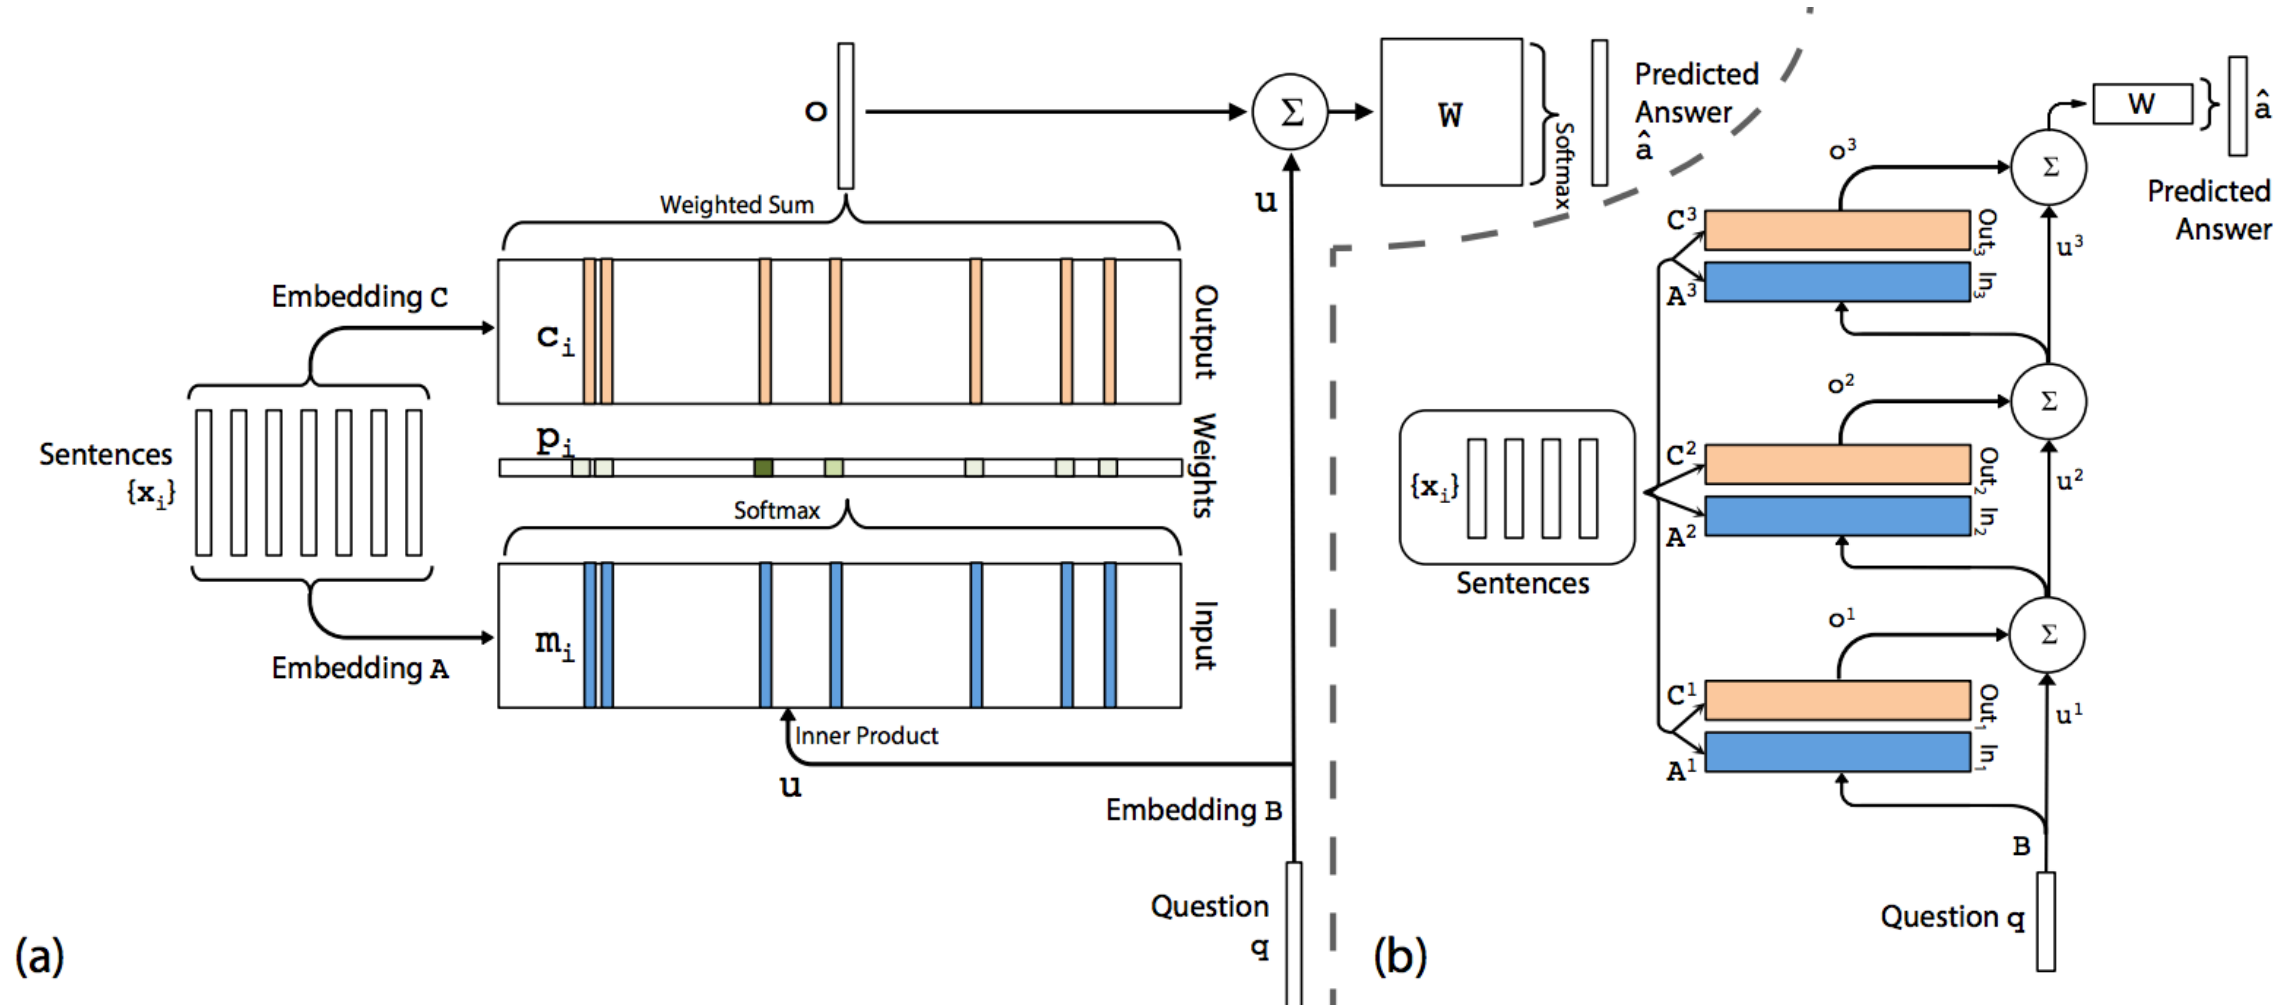 o
Σ
W
Softmax
Predicted
Answer
â
u
Weighted Sum
Embedding C
c_i
Output
Sentences
{x_i}
p_i
Weights
Softmax
m_i
Input
Embedding A
Inner Product
u
Embedding B
Question
q
(a)
W
â
Predicted
Answer
Σ
o³
C³
Out₃
A³
In₃
u³
Σ
o²
C²
Out₂
A²
In₂
u²
{x_i}
Sentences
Σ
o¹
C¹
Out₁
A¹
In₁
u¹
B
Question q
(b)